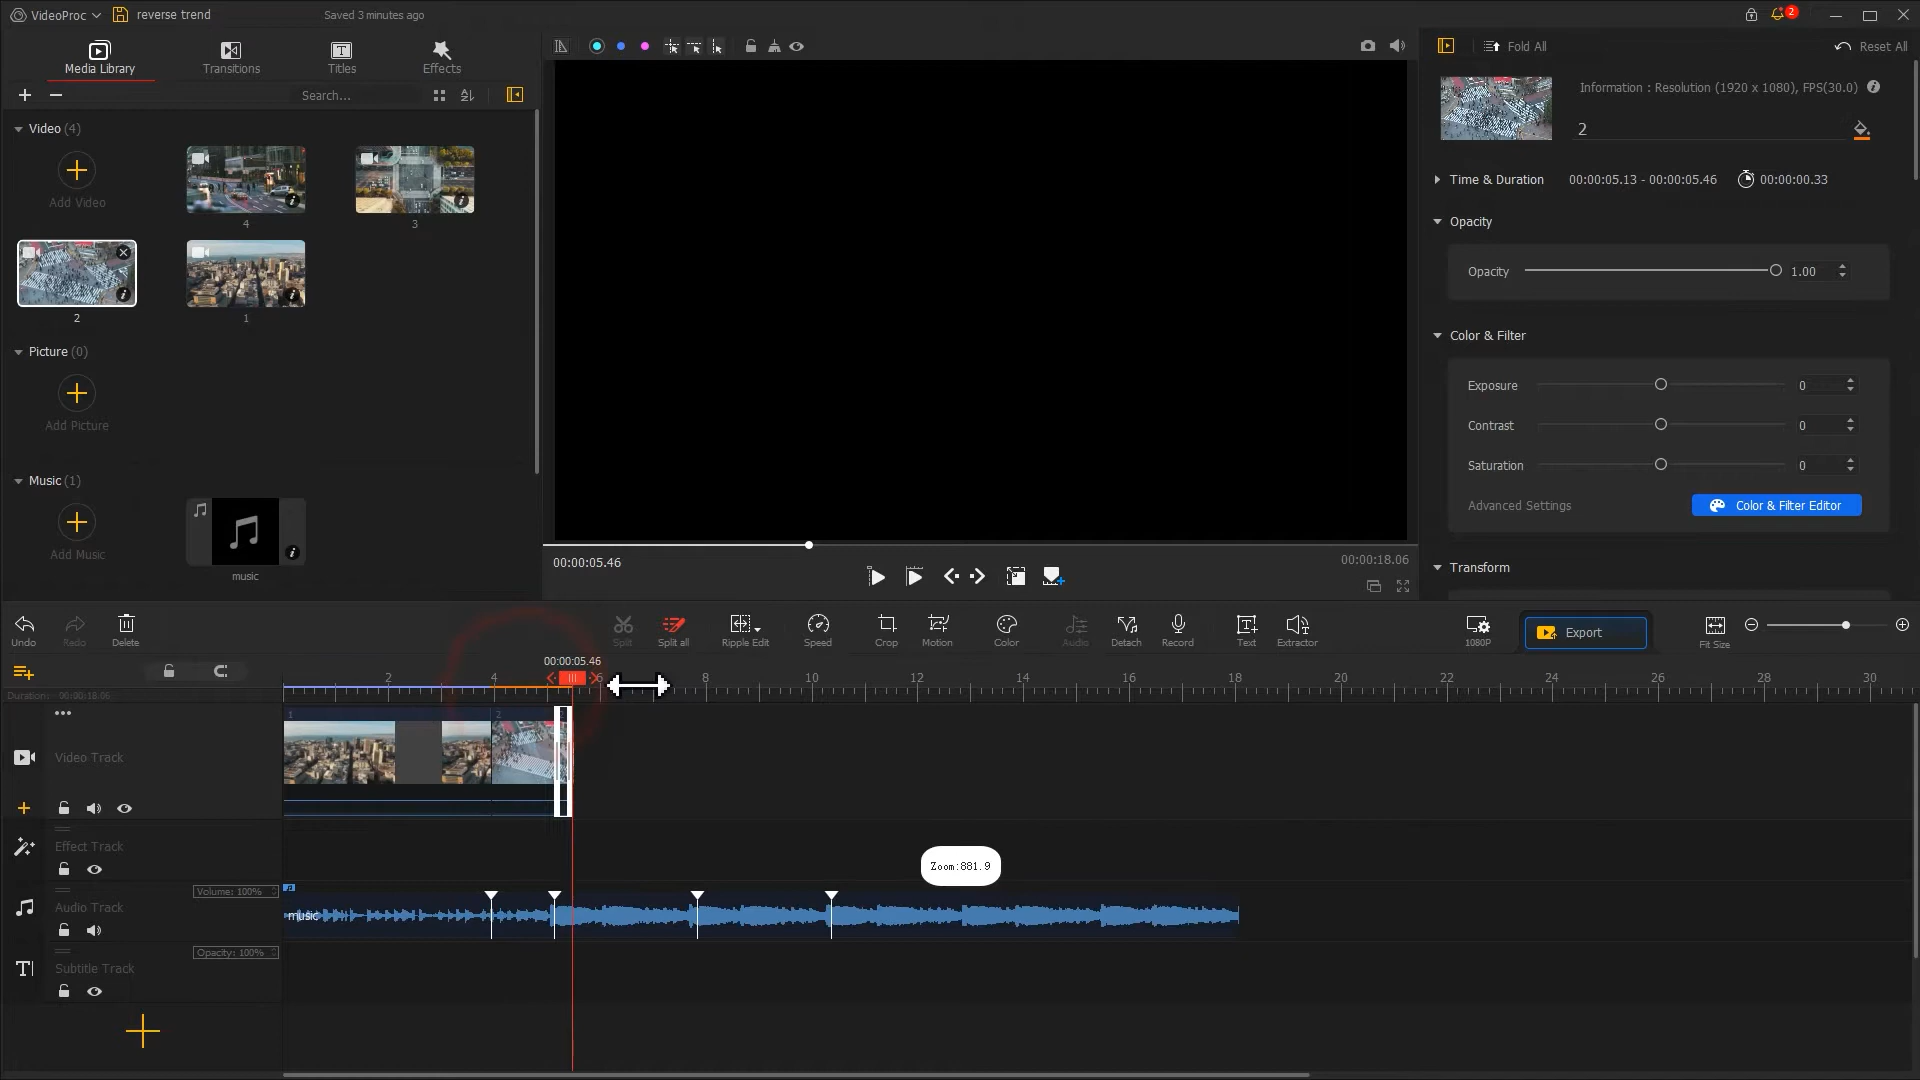 VideoProc
reverse trend
Saved 3 minutes ago
2
Media Library
Transitions
Titles
Effects
Search...
Video (4)
Add Video
4
3
2
1
Picture (0)
Add Picture
Music (1)
Add Music
music
00:00:05.46
00:00:18.06
Fold All
Reset All
Information : Resolution (1920 x 1080), FPS(30.0)
2
Time & Duration
00:00:05.13 - 00:00:05.46
00:00:00.33
Opacity
Opacity
1.00
Color & Filter
Exposure
0
Contrast
0
Saturation
0
Advanced Settings
Color & Filter Editor
Transform
Undo
Redo
Delete
Split
Split all
Ripple Edit
Speed
Crop
Motion
Color
Audio
Detach
Record
Text
Extractor
1080P
Export
Fit Size
00:00:05.46
2 4 6 8 10 12 14 16 18 20 22 24 26 28 30
Duration: 00:00:18.06
1
2
Video Track
Effect Track
Zoom:881.9
Volume: 100%
Audio Track
music
Opacity: 100%
Subtitle Track